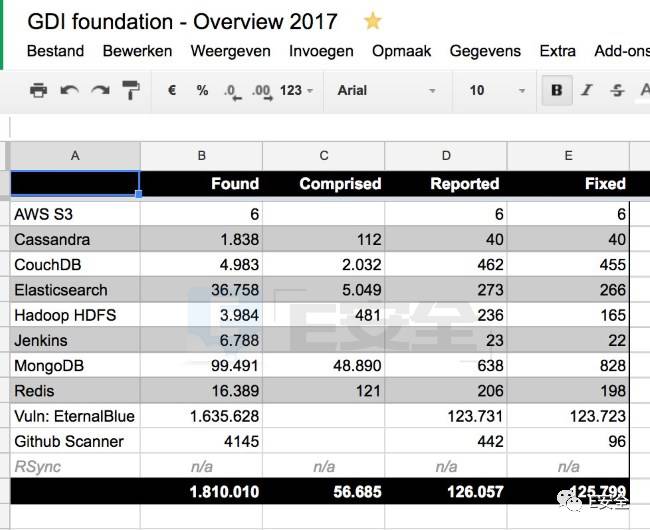 GDI foundation - Overview 2017
Bestand Bewerken Weergeven Invoegen Opmaak Gegevens Extra Add-ons
€ % .0 .00 123 Arial 10 B I S A
A B C D E
Found Comprised Reported Fixed
AWS S3 6 6 6
Cassandra 1.838 112 40 40
CouchDB 4.983 2.032 462 455
Elasticsearch 36.758 5.049 273 266
Hadoop HDFS 3.984 481 236 165
Jenkins 6.788 23 22
MongoDB 99.491 48.890 638 828
Redis 16.389 121 206 198
Vuln: EternalBlue 1.635.628 123.731 123.723
Github Scanner 4145 442 96
RSync n/a n/a n/a n/a
1.810.010 56.685 126.057 125.799
E安全
E安全